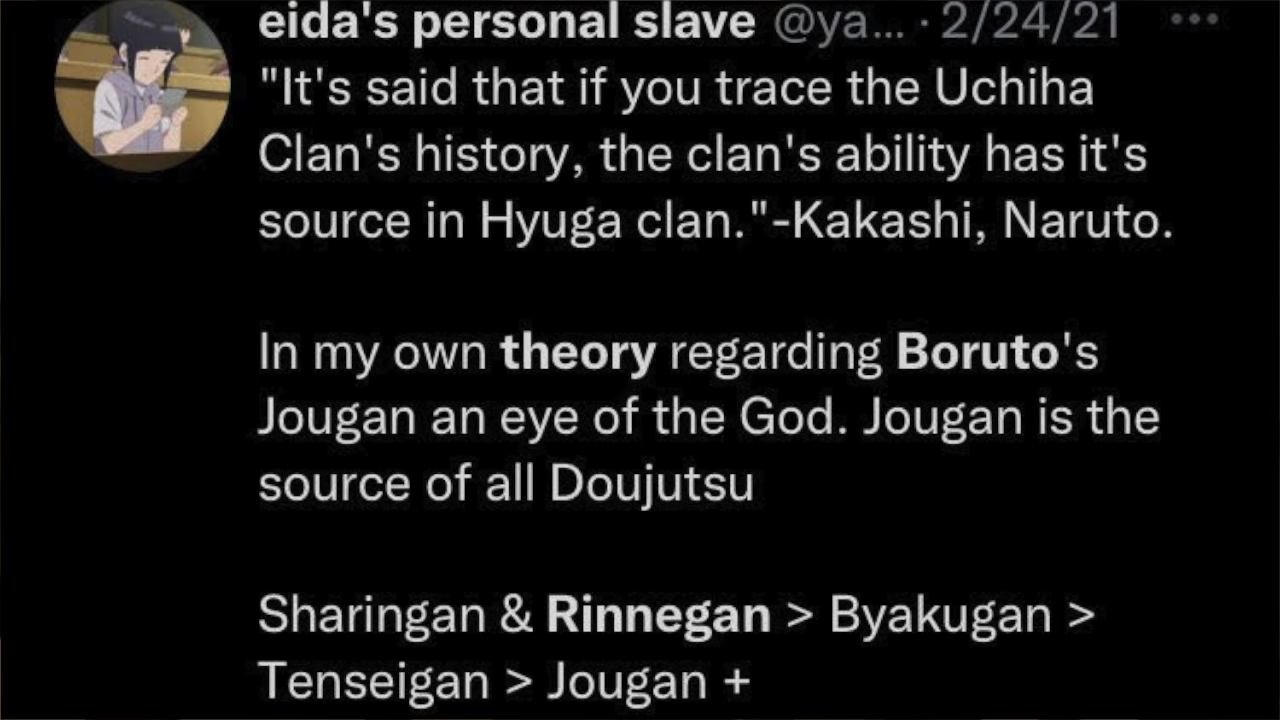 eida's personal slave @ya... · 2/24/21
"It's said that if you trace the Uchiha
Clan's history, the clan's ability has it's
source in Hyuga clan."-Kakashi, Naruto.
In my own theory regarding Boruto's
Jougan an eye of the God. Jougan is the
source of all Doujutsu
Sharingan & Rinnegan > Byakugan >
Tenseigan > Jougan +